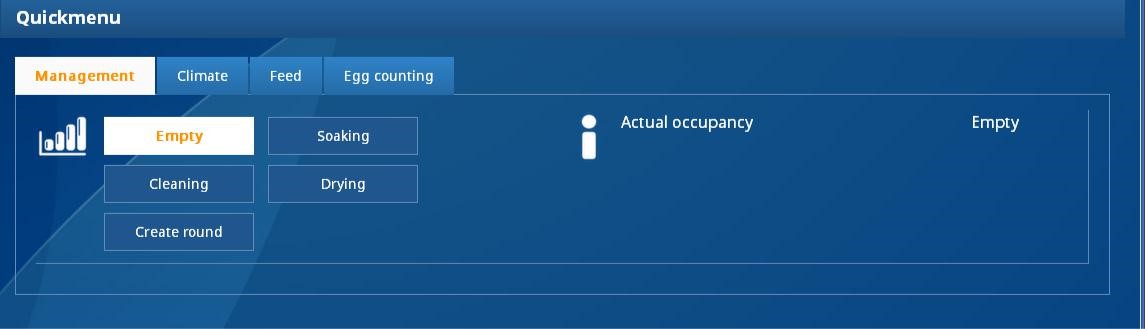 Quickmenu
Management Climate Feed Egg counting
Empty Soaking Actual occupancy Empty
Cleaning Drying
Create round